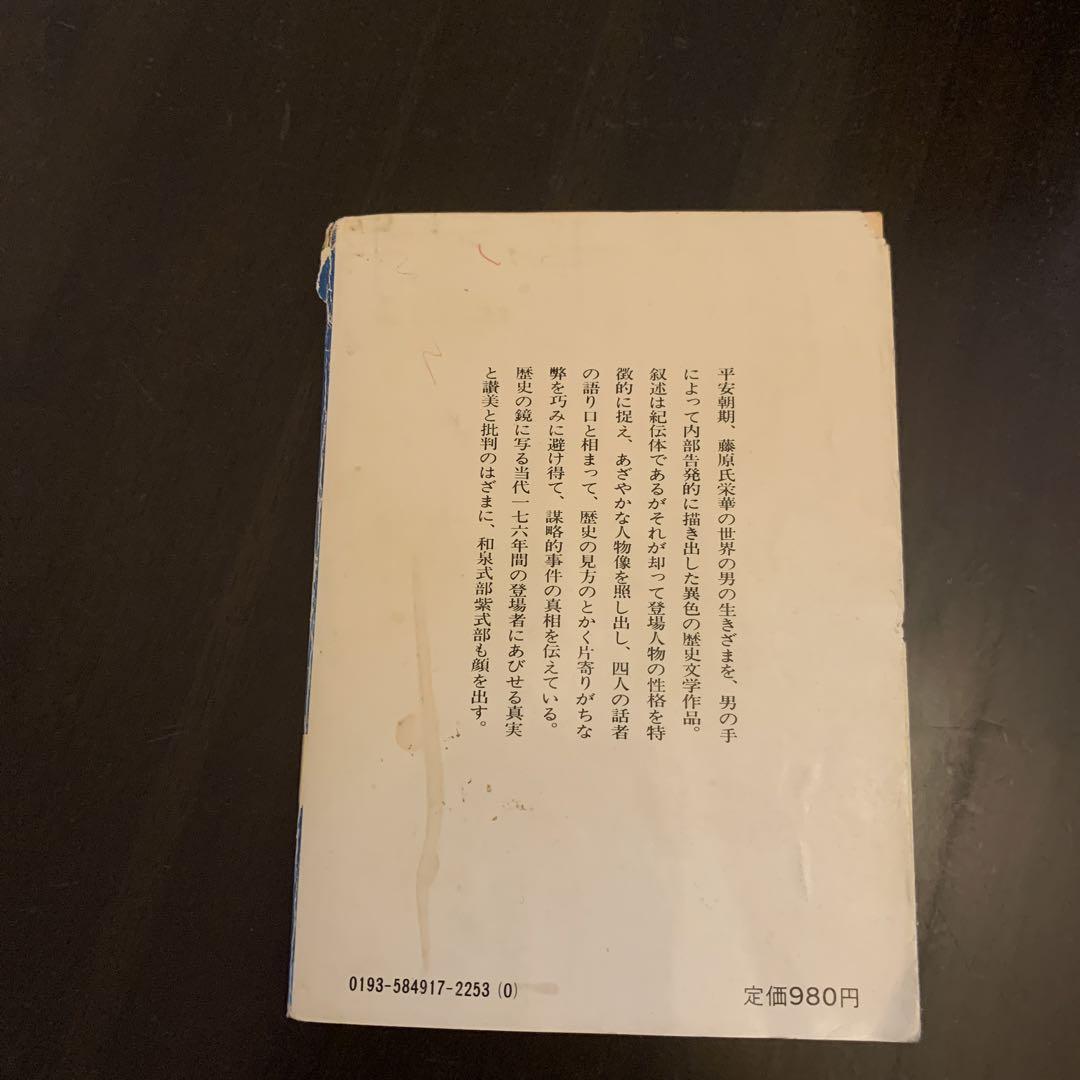 平安朝期、藤原氏栄華の世界の男の生きざまを、男の手
によって内部告発的に描き出した異色の歴史文学作品。
叙述は紀伝体であるがそれが却って登場人物の性格を特
徴的に捉え、あざやかな人物像を照し出し、四人の話者
の語り口と相まって、歴史の見方のとかく片寄りがちな
弊を巧みに避け得て、謀略的事件の真相を伝えている。
歴史の鏡に写る当代一七六年間の登場者にあびせる真実
と讃美と批判のはざまに、和泉式部紫式部も顔を出す。
0193-584917-2253 (0)
定価980円